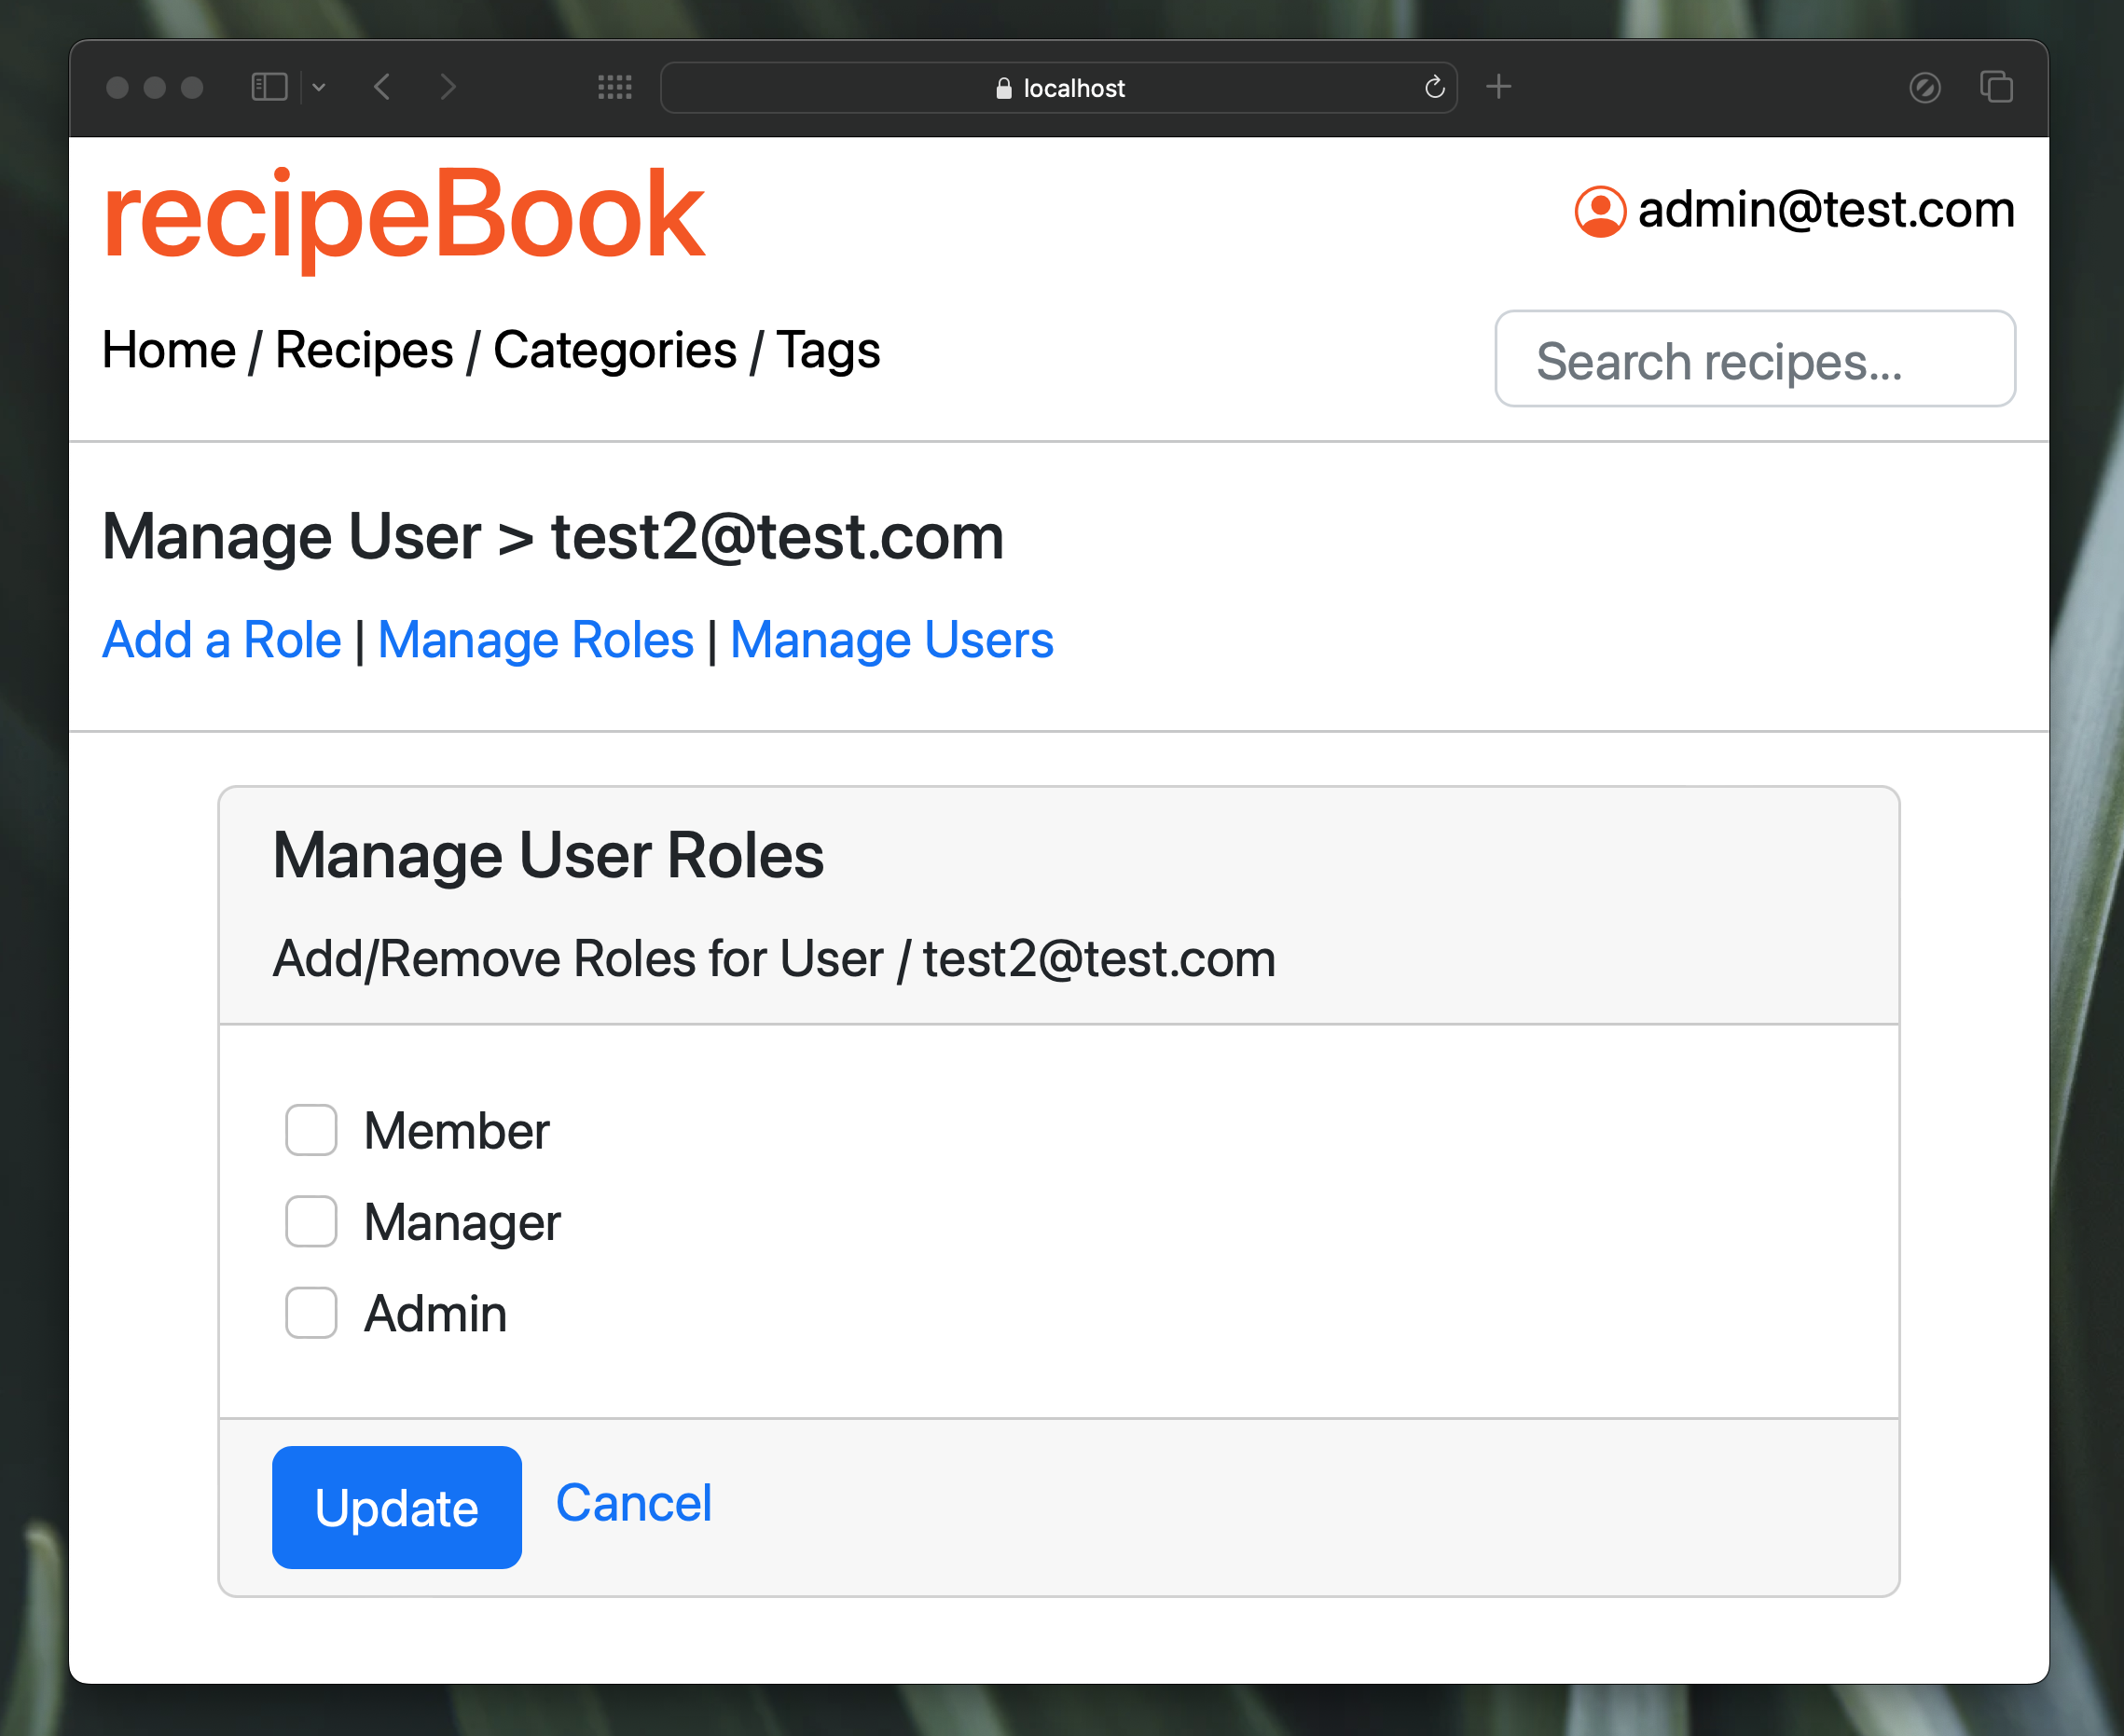 localhost
recipeBook
admin@test.com
Home / Recipes / Categories / Tags
Search recipes...
Manage User > test2@test.com
Add a Role | Manage Roles | Manage Users
Manage User Roles
Add/Remove Roles for User / test2@test.com
Member
Manager
Admin
Update
Cancel